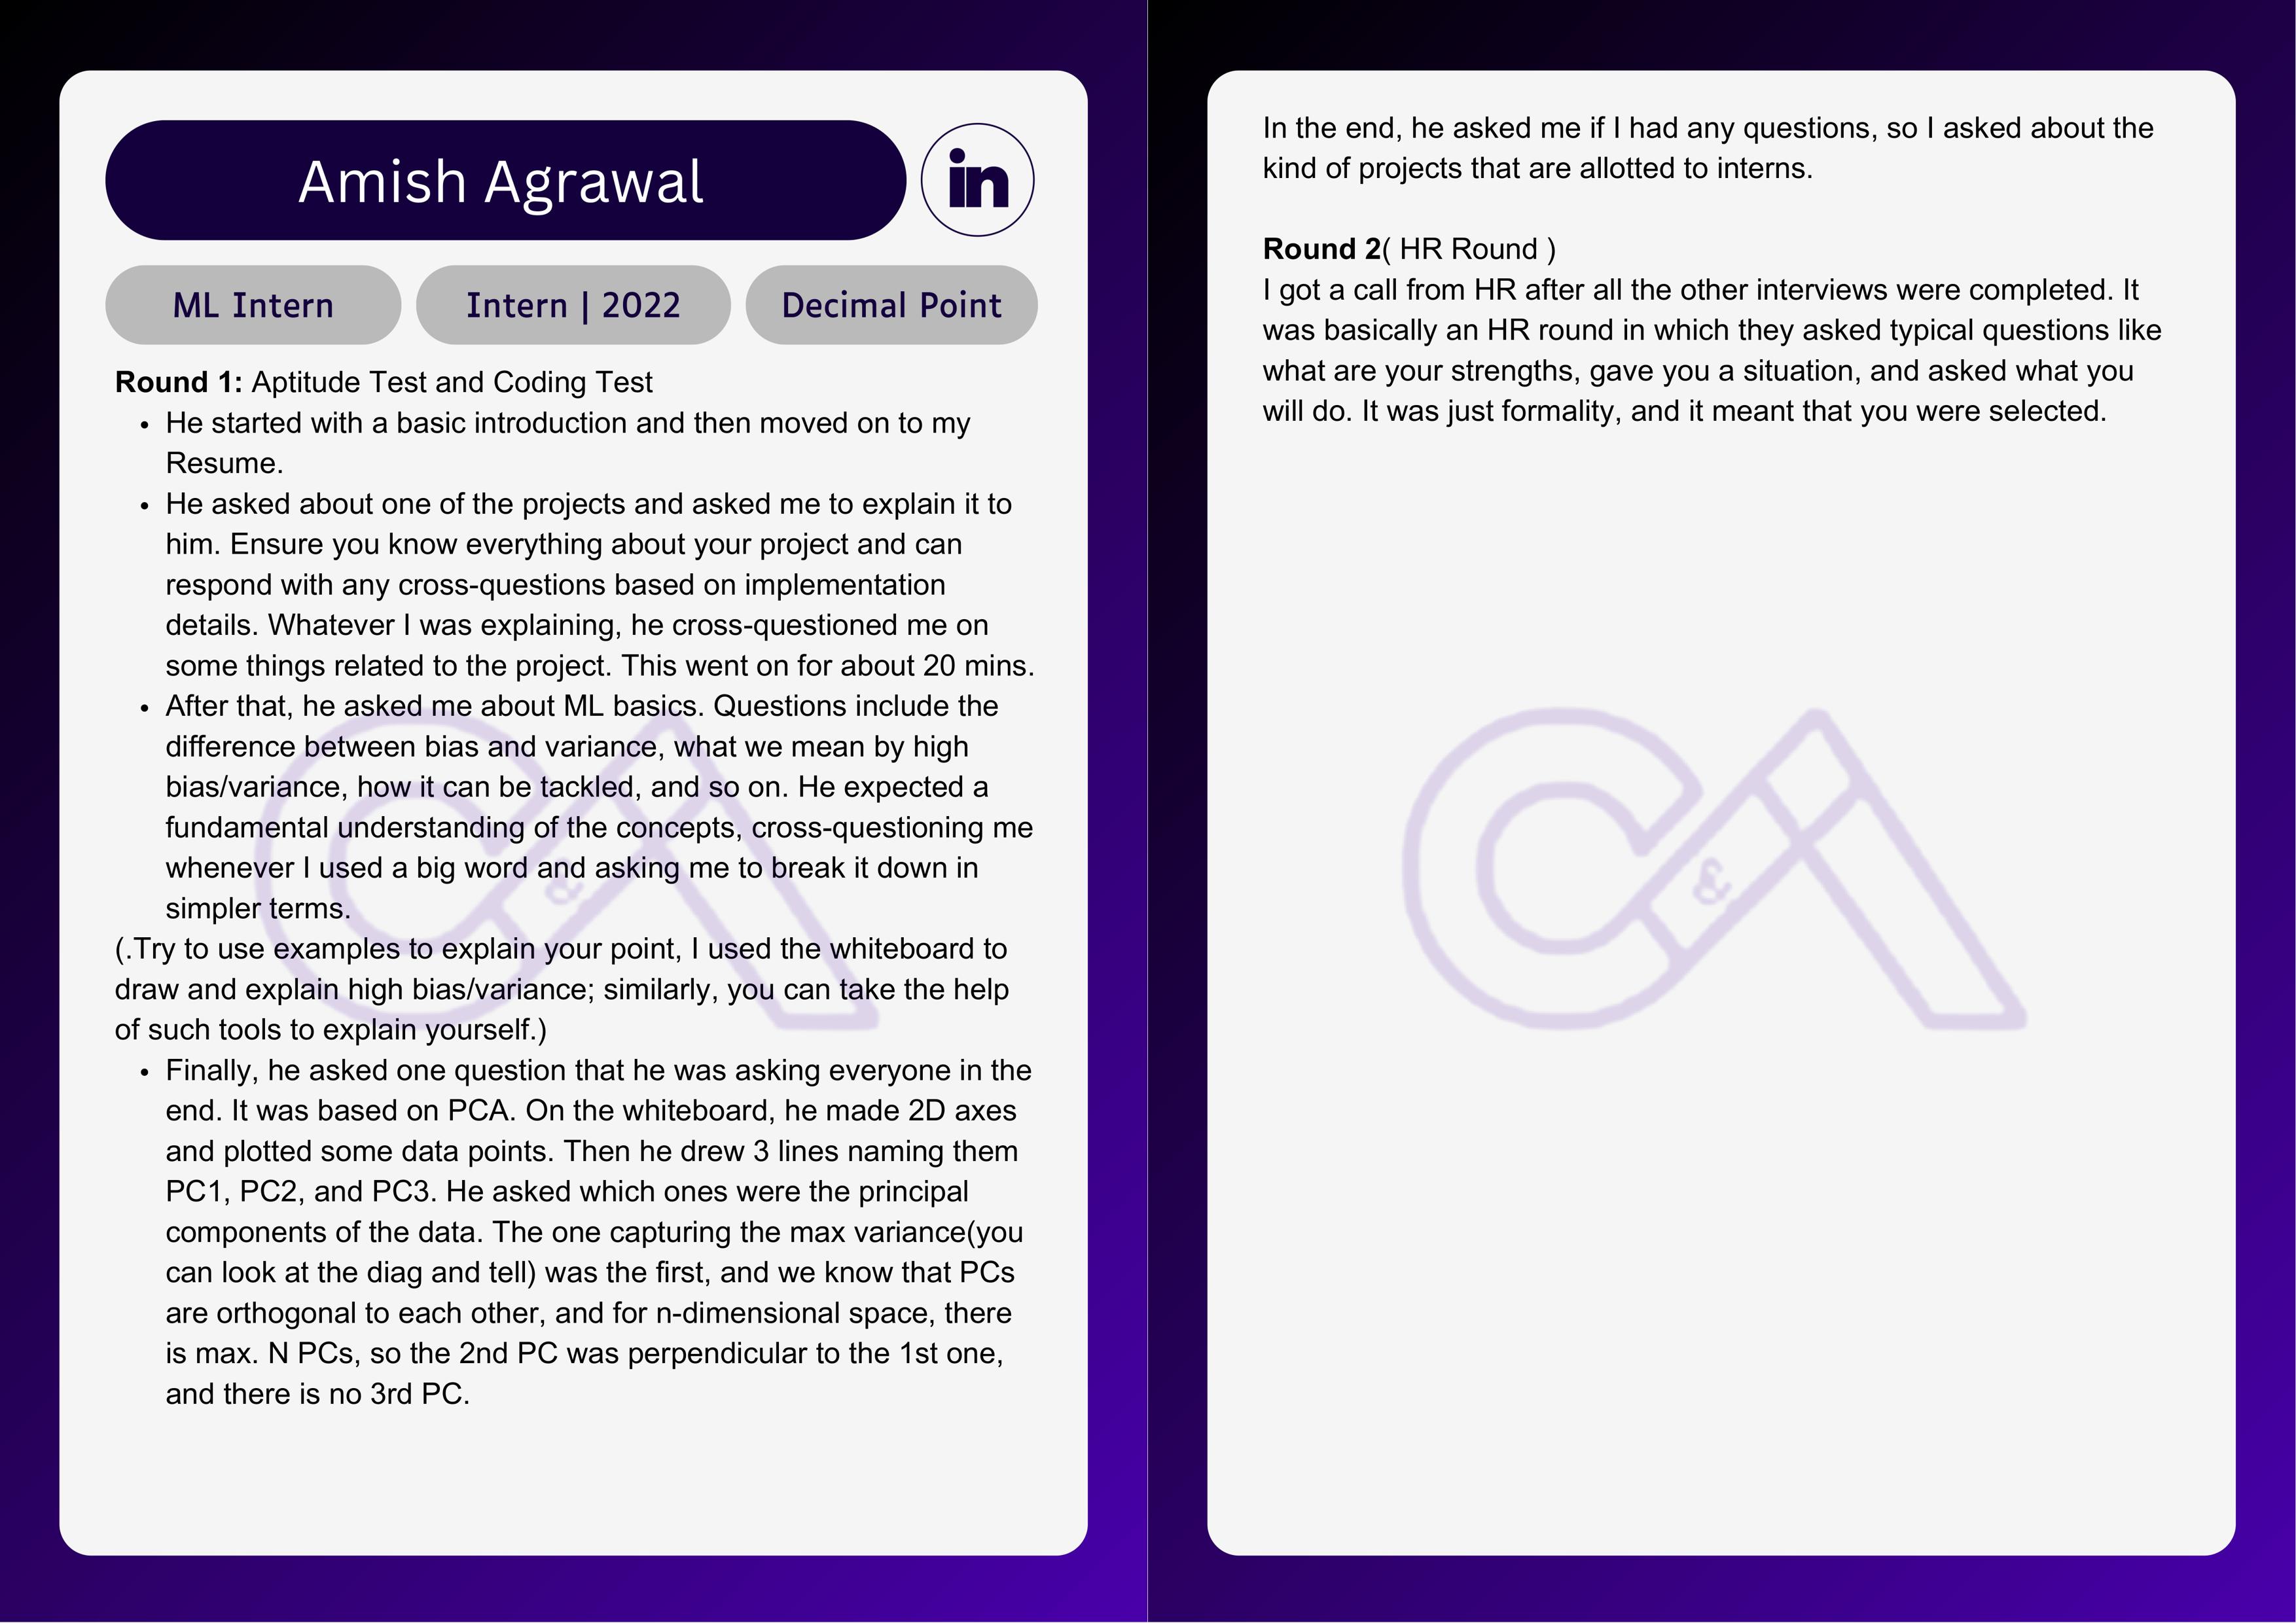 Amish Agrawal
in
ML Intern
Intern | 2022
Decimal Point
Round 1: Aptitude Test and Coding Test
• He started with a basic introduction and then moved on to my
Resume.
• He asked about one of the projects and asked me to explain it to
him. Ensure you know everything about your project and can
respond with any cross-questions based on implementation
details. Whatever I was explaining, he cross-questioned me on
some things related to the project. This went on for about 20 mins.
• After that, he asked me about ML basics. Questions include the
difference between bias and variance, what we mean by high
bias/variance, how it can be tackled, and so on. He expected a
fundamental understanding of the concepts, cross-questioning me
whenever I used a big word and asking me to break it down in
simpler terms.
(.Try to use examples to explain your point, I used the whiteboard to
draw and explain high bias/variance; similarly, you can take the help
of such tools to explain yourself.)
• Finally, he asked one question that he was asking everyone in the
end. It was based on PCA. On the whiteboard, he made 2D axes
and plotted some data points. Then he drew 3 lines naming them
PC1, PC2, and PC3. He asked which ones were the principal
components of the data. The one capturing the max variance(you
can look at the diag and tell) was the first, and we know that PCs
are orthogonal to each other, and for n-dimensional space, there
is max. N PCs, so the 2nd PC was perpendicular to the 1st one,
and there is no 3rd PC.
C&A
In the end, he asked me if I had any questions, so I asked about the
kind of projects that are allotted to interns.
Round 2( HR Round )
I got a call from HR after all the other interviews were completed. It
was basically an HR round in which they asked typical questions like
what are your strengths, gave you a situation, and asked what you
will do. It was just formality, and it meant that you were selected.
C&A